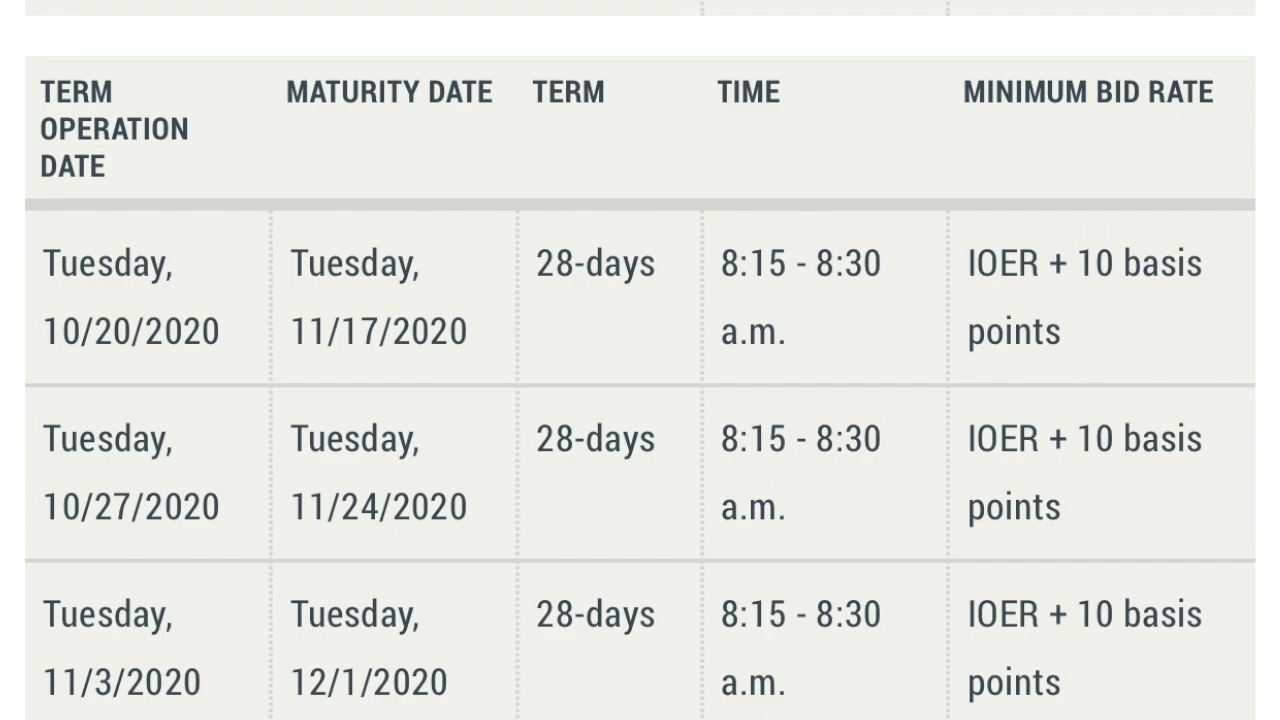 TERM MATURITY DATE TERM TIME MINIMUM BID RATE
OPERATION
DATE
Tuesday, Tuesday, 28-days 8:15 - 8:30 IOER + 10 basis
10/20/2020 11/17/2020 a.m. points
Tuesday, Tuesday, 28-days 8:15 - 8:30 IOER + 10 basis
10/27/2020 11/24/2020 a.m. points
Tuesday, Tuesday, 28-days 8:15 - 8:30 IOER + 10 basis
11/3/2020 12/1/2020 a.m. points